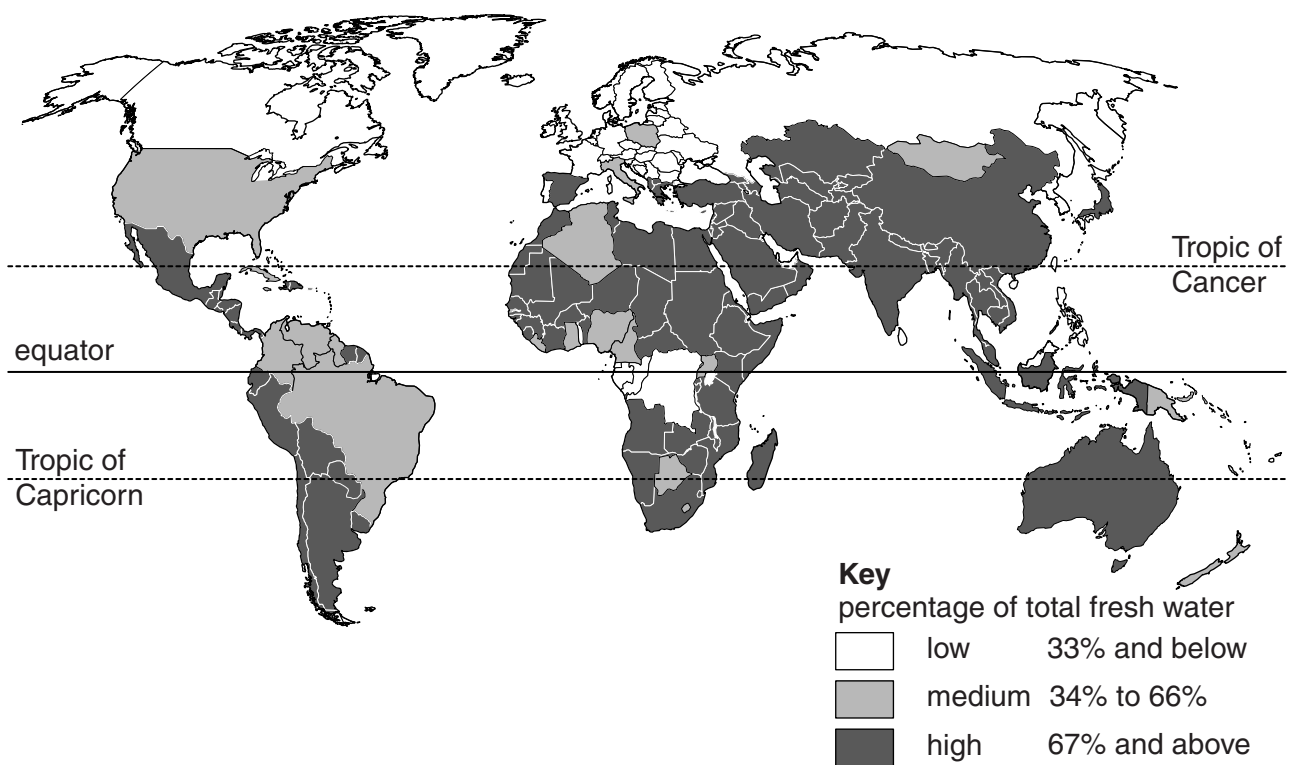 Tropic of
Cancer
equator
Tropic of
Capricorn
Key
percentage of total fresh water
low 33% and below
medium 34% to 66%
high 67% and above